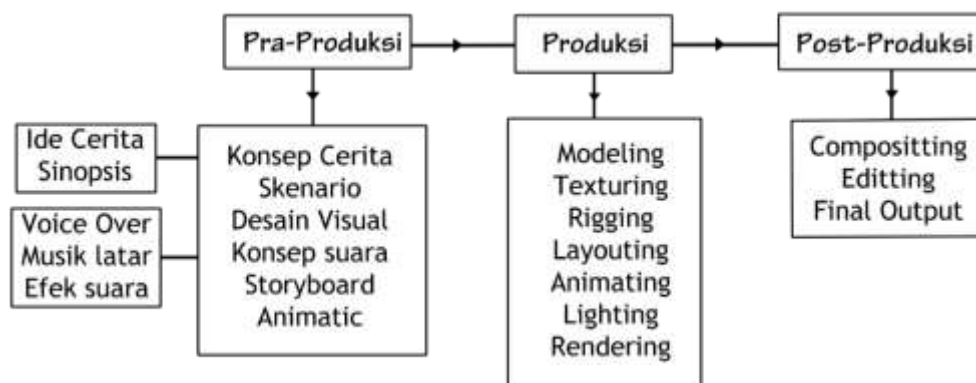 Pra-Produksi
Produksi
Post-Produksi
Ide Cerita
Sinopsis
Voice Over
Musik latar
Efek suara
Konsep Cerita
Skenario
Desain Visual
Konsep suara
Storyboard
Animatic
Modeling
Texturing
Rigging
Layouting
Animating
Lighting
Rendering
Compositting
Editting
Final Output